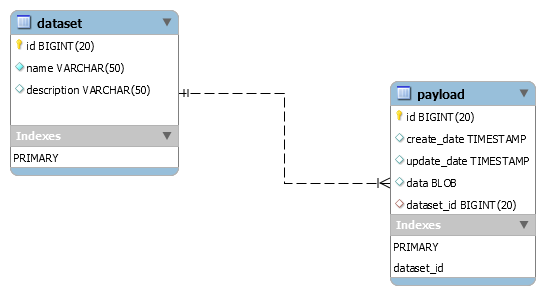 dataset
id BIGINT(20)
name VARCHAR(50)
description VARCHAR(50)
Indexes
PRIMARY
payload
id BIGINT(20)
create_date TIMESTAMP
update_date TIMESTAMP
data BLOB
dataset_id BIGINT(20)
Indexes
PRIMARY
dataset_id